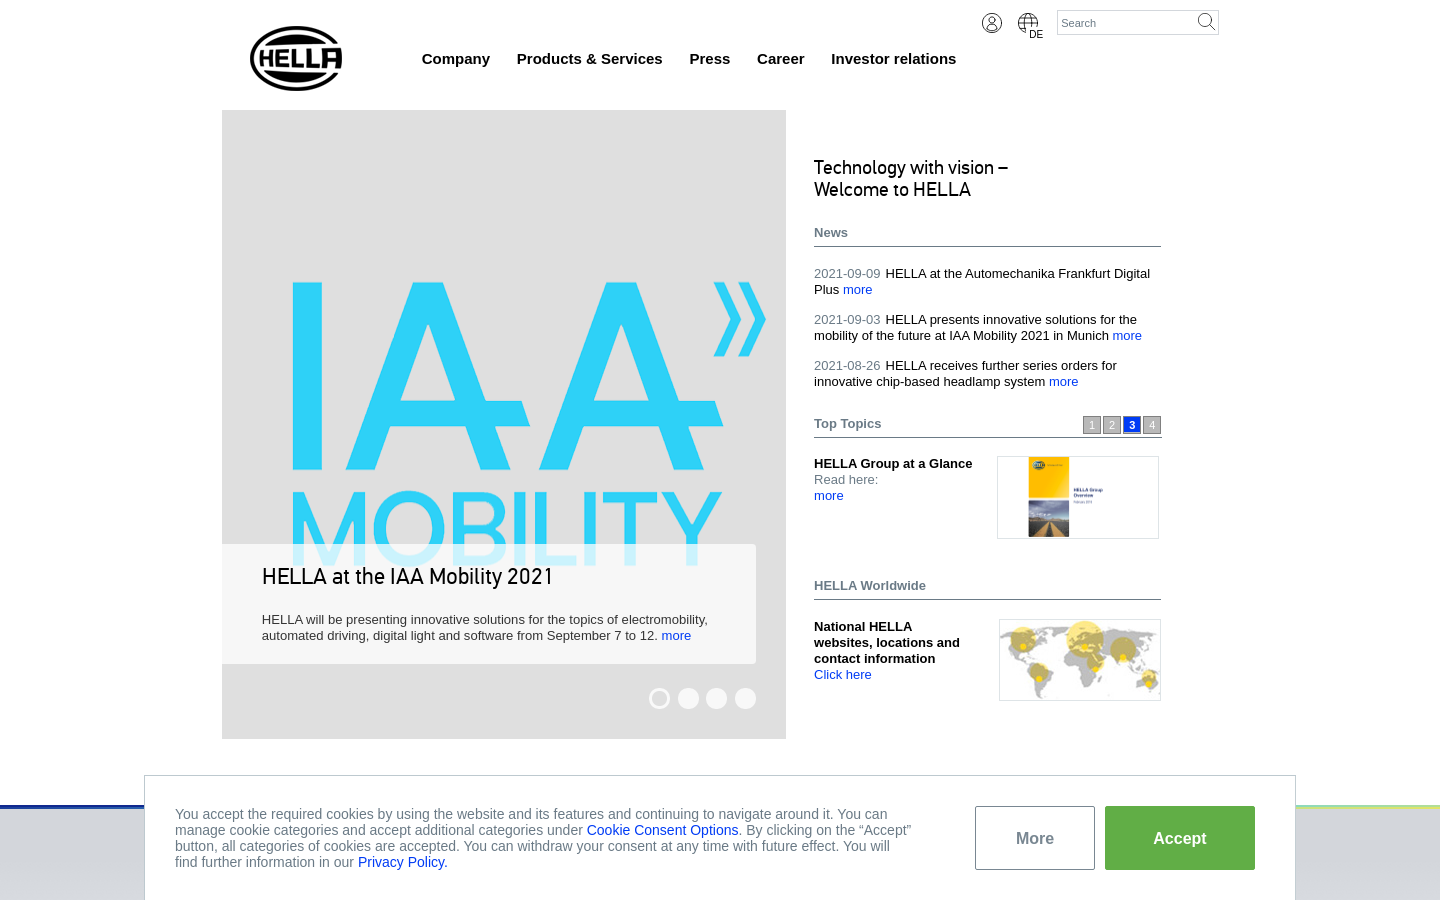 Search
DE
HELLA
Company Products & Services Press Career Investor relations
IAA
MOBILITY
HELLA at the IAA Mobility 2021
HELLA will be presenting innovative solutions for the topics of electromobility,
automated driving, digital light and software from September 7 to 12. more
Technology with vision –
Welcome to HELLA
News
2021-09-09 HELLA at the Automechanika Frankfurt Digital
Plus more
2021-09-03 HELLA presents innovative solutions for the
mobility of the future at IAA Mobility 2021 in Munich more
2021-08-26 HELLA receives further series orders for
innovative chip-based headlamp system more
Top Topics 1 2 3 4
HELLA Group at a Glance
Read here:
more
HELLA Group
Overview
HELLA Worldwide
National HELLA
websites, locations and
contact information
Click here
You accept the required cookies by using the website and its features and continuing to navigate around it. You can
manage cookie categories and accept additional categories under Cookie Consent Options. By clicking on the “Accept”
button, all categories of cookies are accepted. You can withdraw your consent at any time with future effect. You will
find further information in our Privacy Policy.
More Accept